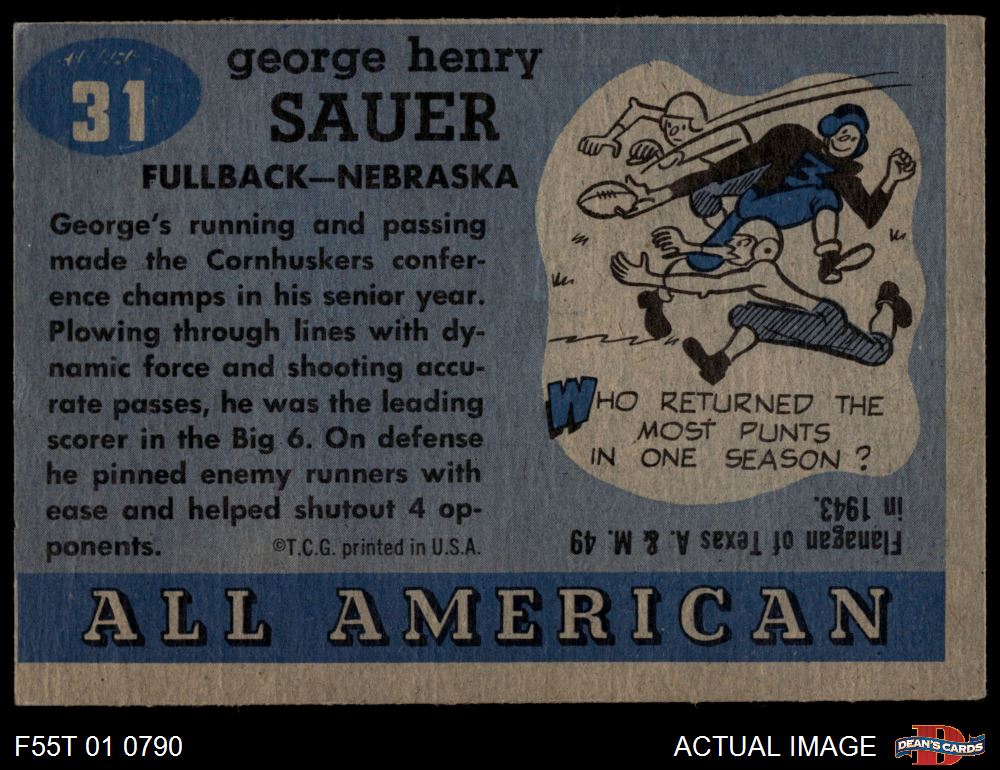 31
george henry
SAUER
FULLBACK—NEBRASKA
George's running and passing
made the Cornhuskers confer-
ence champs in his senior year.
Plowing through lines with dy-
namic force and shooting accu-
rate passes, he was the leading
scorer in the Big 6. On defense
he pinned enemy runners with
ease and helped shutout 4 op-
ponents.
©T.C.G. printed in U.S.A.
WHO RETURNED THE
MOST PUNTS
IN ONE SEASON?
Flanagan of Texas A. & M. 49
in 1943.
ALL AMERICAN
F55T 01 0790
ACTUAL IMAGE
D
DEAN'S CARDS